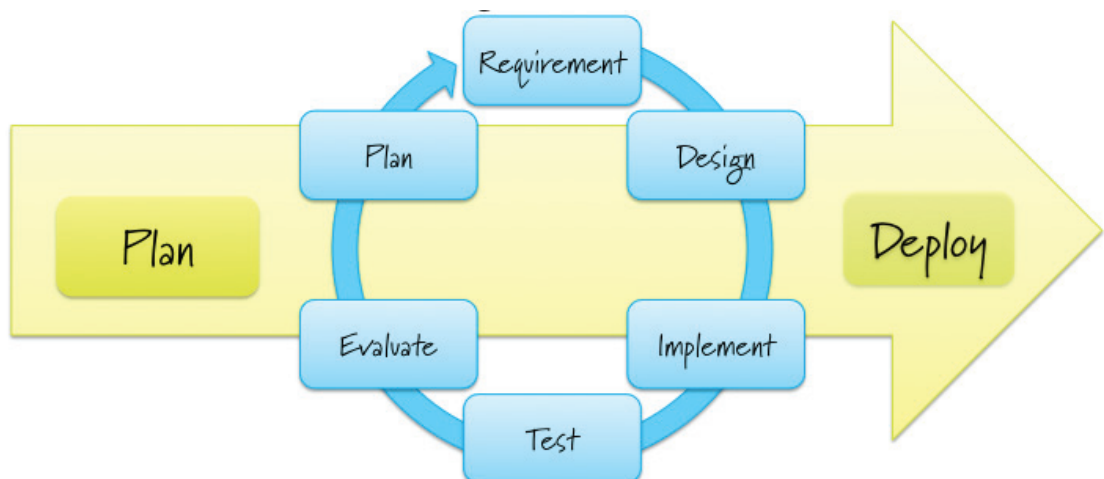 Requirement
Plan
Design
Plan
Deploy
Evaluate
Implement
Test